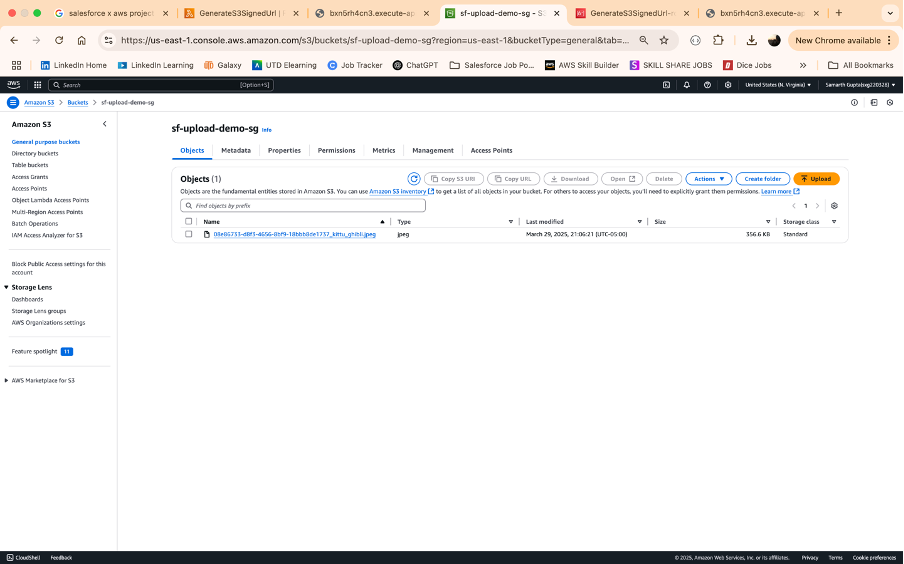 salesforce x aws project
GenerateS3SignedUrl |
bxn5rh4cn3.execute-ap
sf-upload-demo-sg - S3
GenerateS3SignedUrl-r
bxn5rh4cn3.execute-ap
https://us-east-1.console.aws.amazon.com/s3/buckets/sf-upload-demo-sg?region=us-east-1&bucketType=general&tab=...
New Chrome available
LinkedIn Home
LinkedIn Learning
Galaxy
UTD Elearning
Job Tracker
ChatGPT
Salesforce Job Po...
AWS Skill Builder
SKILL SHARE JOBS
Dice Jobs
All Bookmarks
aws
Search
[Option+S]
United States (N. Virginia)
Amazon S3
Buckets
sf-upload-demo-sg
Amazon S3
General purpose buckets
Directory buckets
Table buckets
Access Grants
Access Points
Object Lambda Access Points
Multi-Region Access Points
Batch Operations
IAM Access Analyzer for S3
Block Public Access settings for this
account
Storage Lens
Dashboards
Storage Lens groups
AWS Organizations settings
Feature spotlight 11
AWS Marketplace for S3
sf-upload-demo-sg Info
Objects
Metadata
Properties
Permissions
Metrics
Management
Access Points
Objects (1)
Copy S3 URI
Copy URL
Download
Open
Delete
Actions
Create folder
Upload
Objects are the fundamental entities stored in Amazon S3. You can use Amazon S3 inventory to get a list of all objects in your bucket. For others to access your objects, you'll need to explicitly grant them permissions. Learn more
Find objects by prefix
1
Name
Type
Last modified
Size
Storage class
jpeg
March 29, 2025, 21:06:21 (UTC-05:00)
356.6 KB
Standard
CloudShell
Feedback
© 2025, Amazon Web Services, Inc. or its affiliates.
Privacy
Terms
Cookie preferences